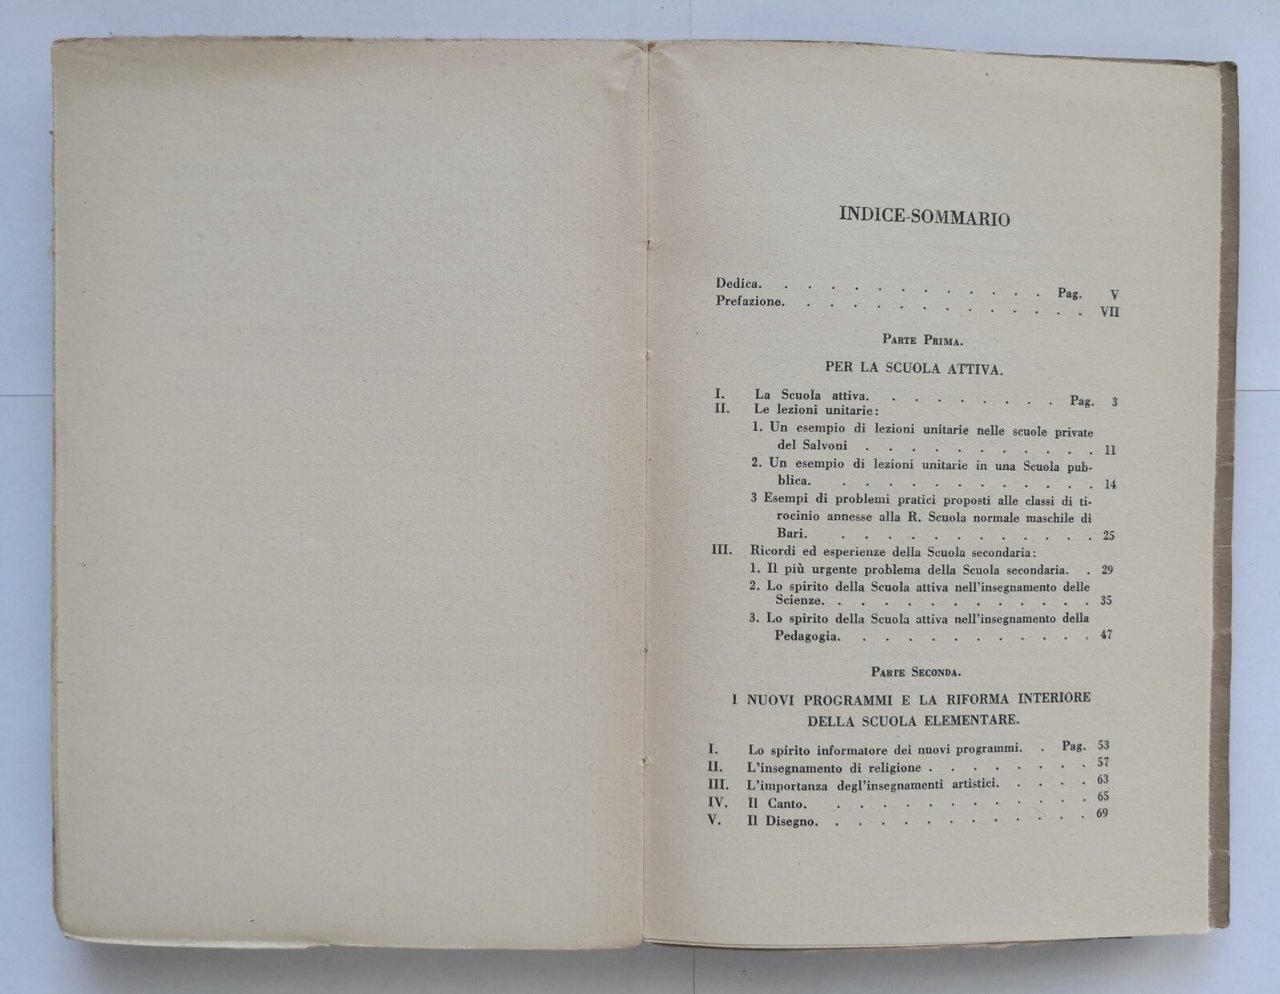 INDICE-SOMMARIO
Dedica. . . . . . . . . . . . . Pag. V
Prefazione. . . . . . . . . . . . . . VII
Parte Prima.
PER LA SCUOLA ATTIVA.
I. La Scuola attiva. . . . . . . . . Pag. 3
II. Le lezioni unitarie:
1. Un esempio di lezioni unitarie nelle scuole private
del Salvoni . . . . . . . . . . . 11
2. Un esempio di lezioni unitarie in una Scuola pub-
blica. . . . . . . . . . . . 14
3 Esempi di problemi pratici proposti alle classi di ti-
rocinio annesse alla R. Scuola normale maschile di
Bari. . . . . . . . . . . . 25
III. Ricordi ed esperienze della Scuola secondaria:
1. Il più urgente problema della Scuola secondaria. . 29
2. Lo spirito della Scuola attiva nell'insegnamento delle
Scienze. . . . . . . . . . . . . 35
3. Lo spirito della Scuola attiva nell'insegnamento della
Pedagogia. . . . . . . . . . . . 47
Parte Seconda.
I NUOVI PROGRAMMI E LA RIFORMA INTERIORE
DELLA SCUOLA ELEMENTARE.
I. Lo spirito informatore dei nuovi programmi. . Pag. 53
II. L'insegnamento di religione . . . . . . . . 57
III. L'importanza degl'insegnamenti artistici. . . . . 63
IV. Il Canto. . . . . . . . . . . . 65
V. Il Disegno. . . . . . . . . . . . . 69